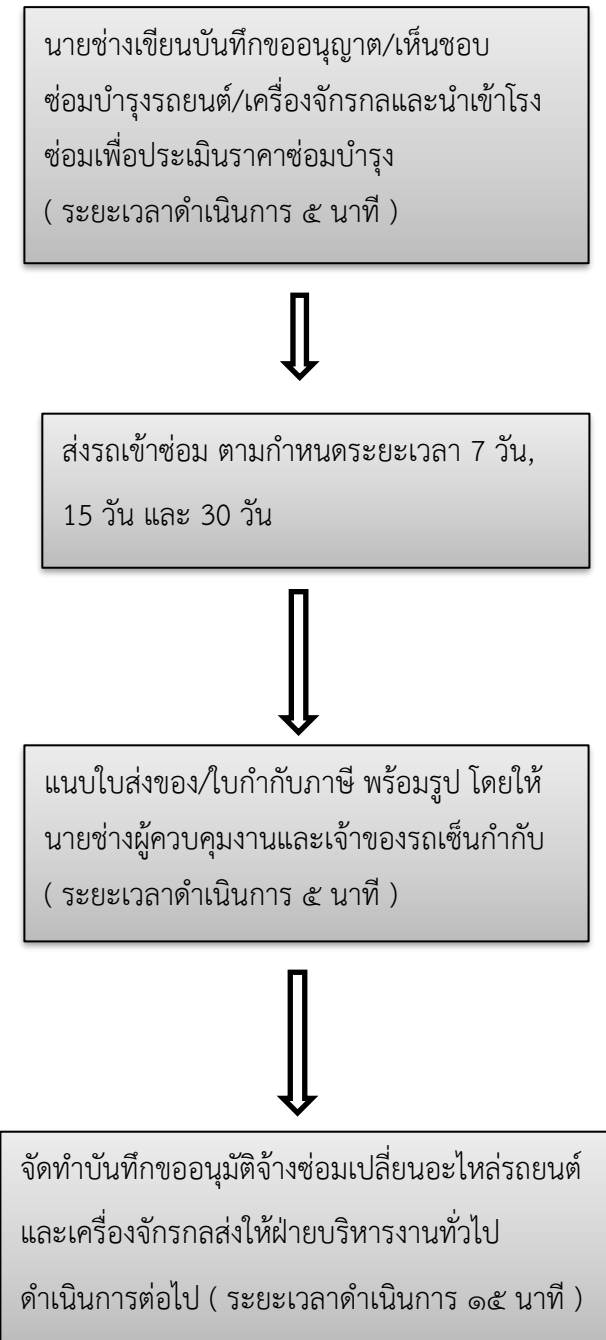 นายช่างเขียนบันทึกขออนุญาต/เห็นชอบ
ซ่อมบำรุงรถยนต์/เครื่องจักรกลและนำเข้าโรง
ซ่อมเพื่อประเมินราคาซ่อมบำรุง
( ระยะเวลาดำเนินการ ๕ นาที )
ส่งรถเข้าซ่อม ตามกำหนดระยะเวลา 7 วัน,
15 วัน และ 30 วัน
แนบใบส่งของ/ใบกำกับภาษี พร้อมรูป โดยให้
นายช่างผู้ควบคุมงานและเจ้าของรถเซ็นกำกับ
( ระยะเวลาดำเนินการ ๕ นาที )
จัดทำบันทึกขออนุมัติจ้างซ่อมเปลี่ยนอะไหล่รถยนต์
และเครื่องจักรกลส่งให้ฝ่ายบริหารงานทั่วไป
ดำเนินการต่อไป ( ระยะเวลาดำเนินการ ๑๕ นาที )